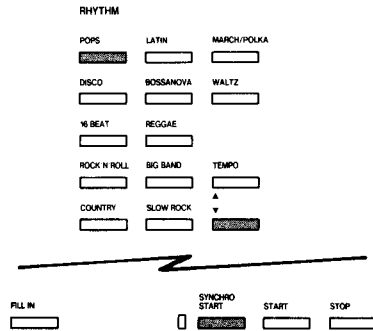 RHYTHM
POPS LATIN MARCH/POLKA
DISCO BOSSANOVA WALTZ
16 BEAT REGGAE
ROCK N' ROLL BIG BAND TEMPO
▲
▼
COUNTRY SLOW ROCK
FILL IN SYNCHRO START START STOP